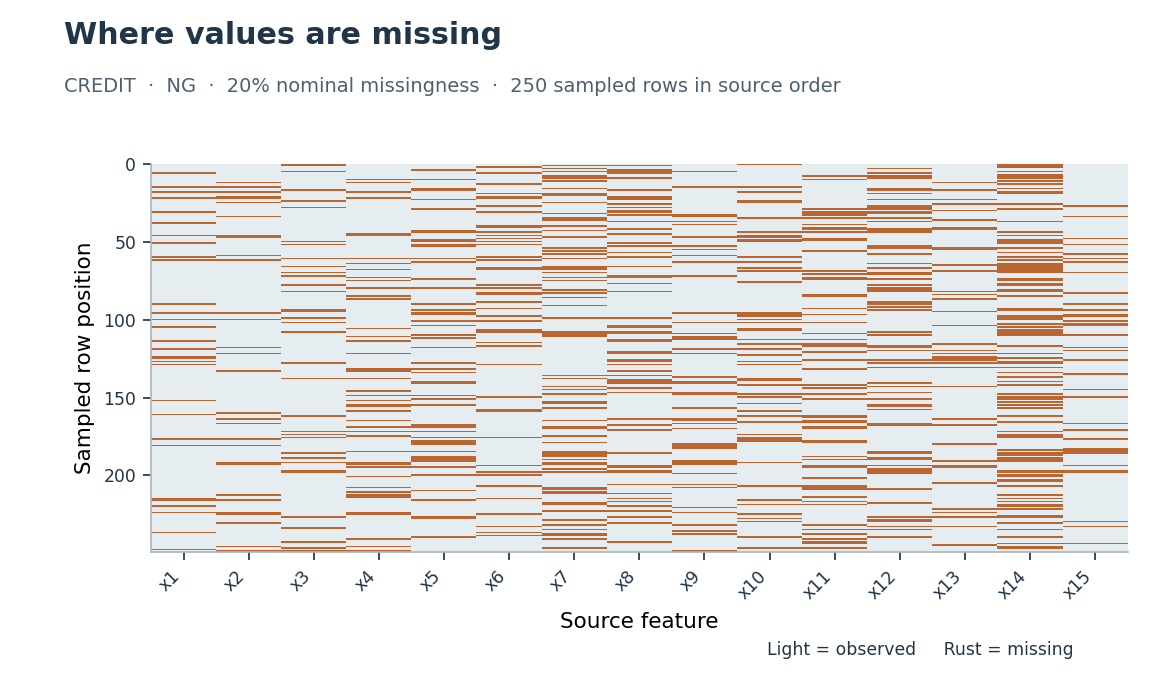 Where values are missing
CREDIT · NG · 20% nominal missingness · 250 sampled rows in source order
Sampled row position
0
50
100
150
200
x1 x2 x3 x4 x5 x6 x7 x8 x9 x10 x11 x12 x13 x14 x15
Source feature
Light = observed Rust = missing